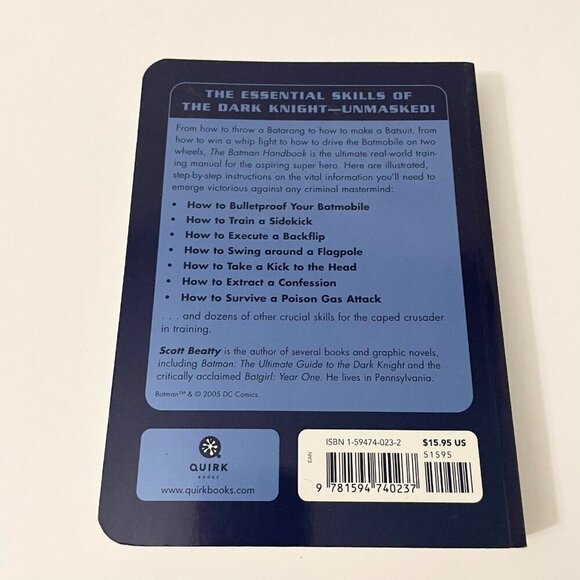 THE ESSENTIAL SKILLS OF
THE DARK KNIGHT—UNMASKED!
From how to throw a Batarang to how to make a Batsuit, from
how to win a whip fight to how to drive the Batmobile on two
wheels, The Batman Handbook is the ultimate real-world train-
ing manual for the aspiring super hero. Here are illustrated,
step-by-step instructions on the vital information you'll need to
emerge victorious against any criminal mastermind:
• How to Bulletproof Your Batmobile
• How to Train a Sidekick
• How to Execute a Backflip
• How to Swing around a Flagpole
• How to Take a Kick to the Head
• How to Extract a Confession
• How to Survive a Poison Gas Attack
. . . and dozens of other crucial skills for the caped crusader
in training.
Scott Beatty is the author of several books and graphic novels,
including Batman: The Ultimate Guide to the Dark Knight and the
critically acclaimed Batgirl: Year One. He lives in Pennsylvania.
Batman™ & © 2005 DC Comics.
QUIRK
BOOKS
www.quirkbooks.com
ISBN 1-59474-023-2
$15.95 US
51595
EAN
9 781594 740237